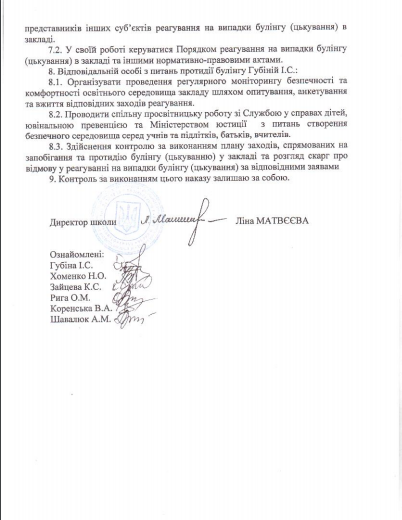 представників інших суб’єктів реагування на випадки булінгу (цькування) в
закладі.
7.2. У своїй роботі керуватися Порядком реагування на випадки булінгу
(цькування) в закладі та іншими нормативно-правовими актами.
8. Відповідальній особі з питань протидії булінгу Губіній І.С.:
8.1. Організувати проведення регулярного моніторингу безпечності та
комфортності освітнього середовища закладу шляхом опитування, анкетування
та вжиття відповідних заходів реагування.
8.2. Проводити спільну просвітницьку роботу зі Службою у справах дітей,
ювінальною превенцією та Міністерством юстиції з питань створення
безпечного середовища серед учнів та підлітків, батьків, вчителів.
8.3. Здійснення контролю за виконанням плану заходів, спрямованих на
запобігання та протидію булінгу (цькуванню) у закладі та розгляд скарг про
відмову у реагуванні на випадки булінгу (цькування) за відповідними заявами
9. Контроль за виконанням цього наказу залишаю за собою.
Директор школи Ліна МАТВЄЄВА
Ознайомлені:
Губіна І.С.
Хоменко Н.О.
Зайцева К.С.
Рига О.М.
Коренська В.А.
Шавалюк А.М.